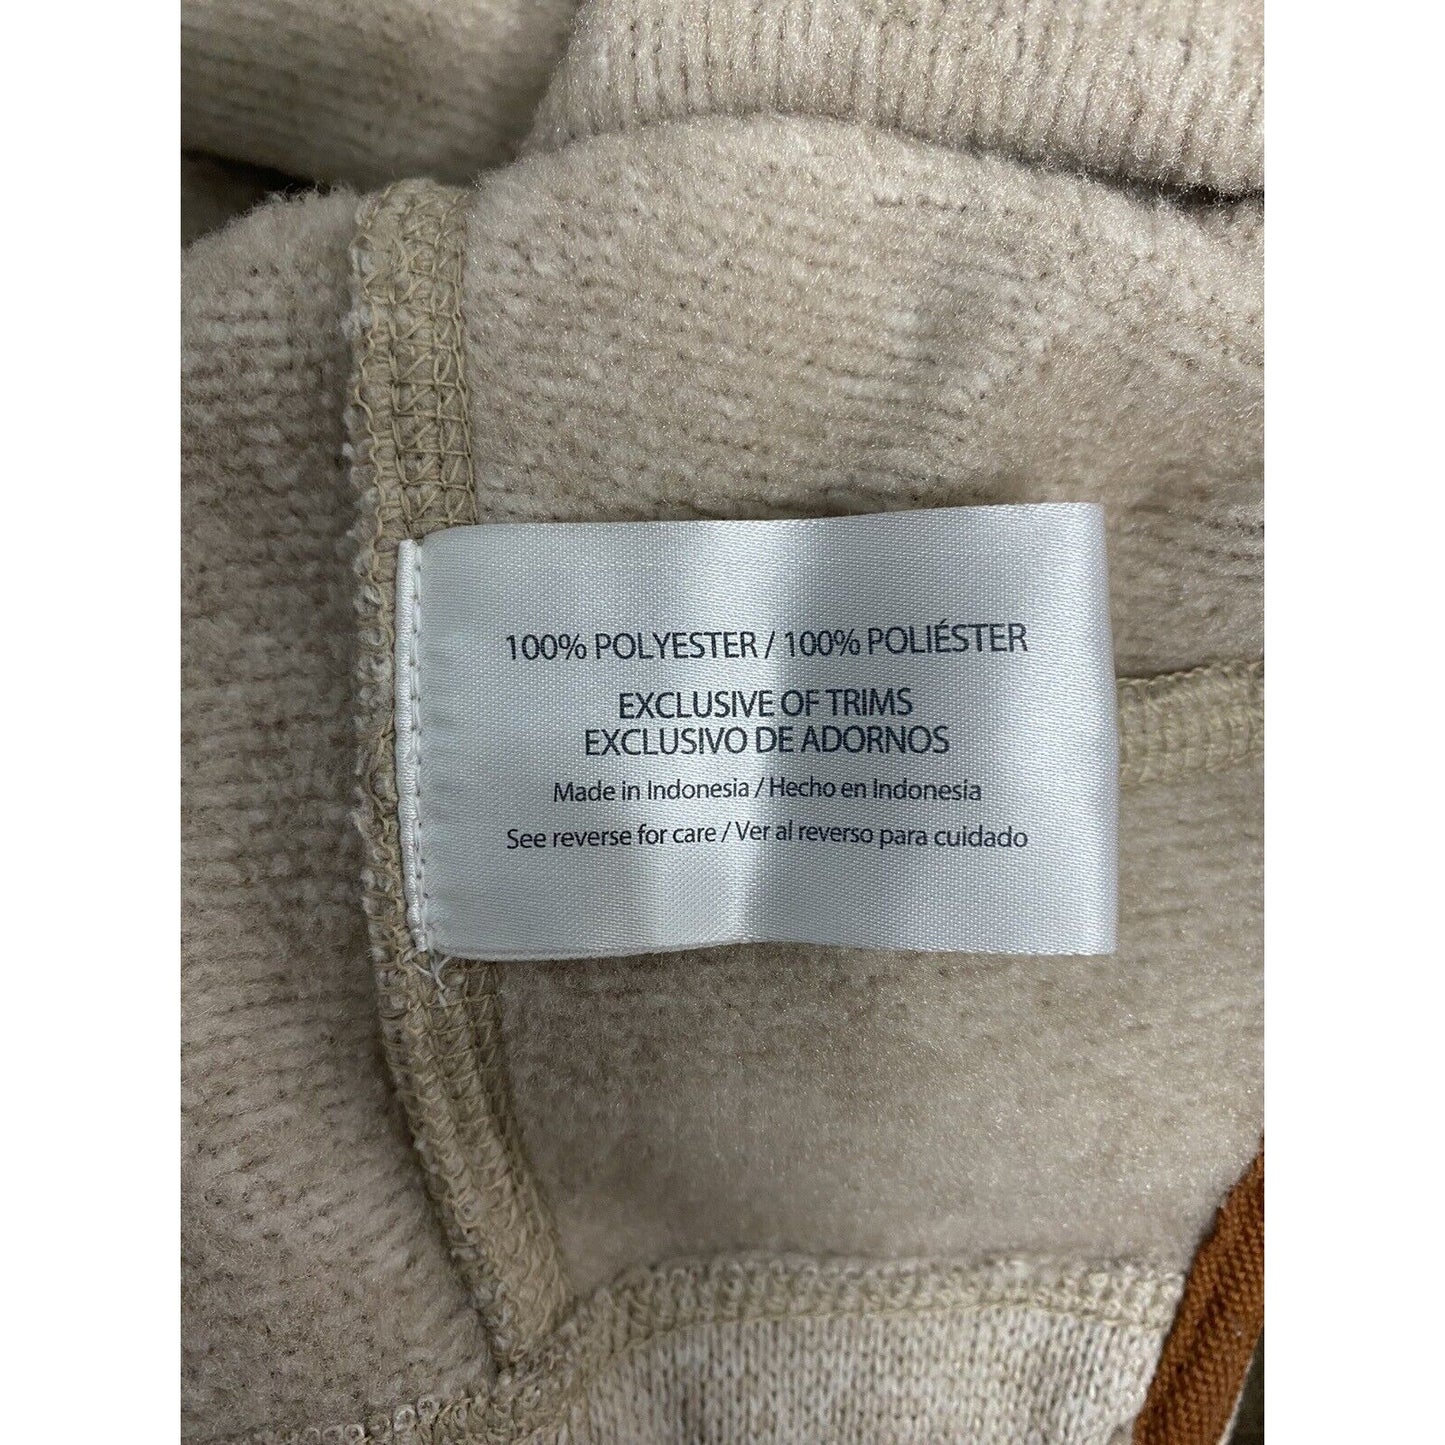 100% POLYESTER / 100% POLIÉSTER
EXCLUSIVE OF TRIMS
EXCLUSIVO DE ADORNOS
Made in Indonesia / Hecho en Indonesia
See reverse for care / Ver al reverso para cuidado